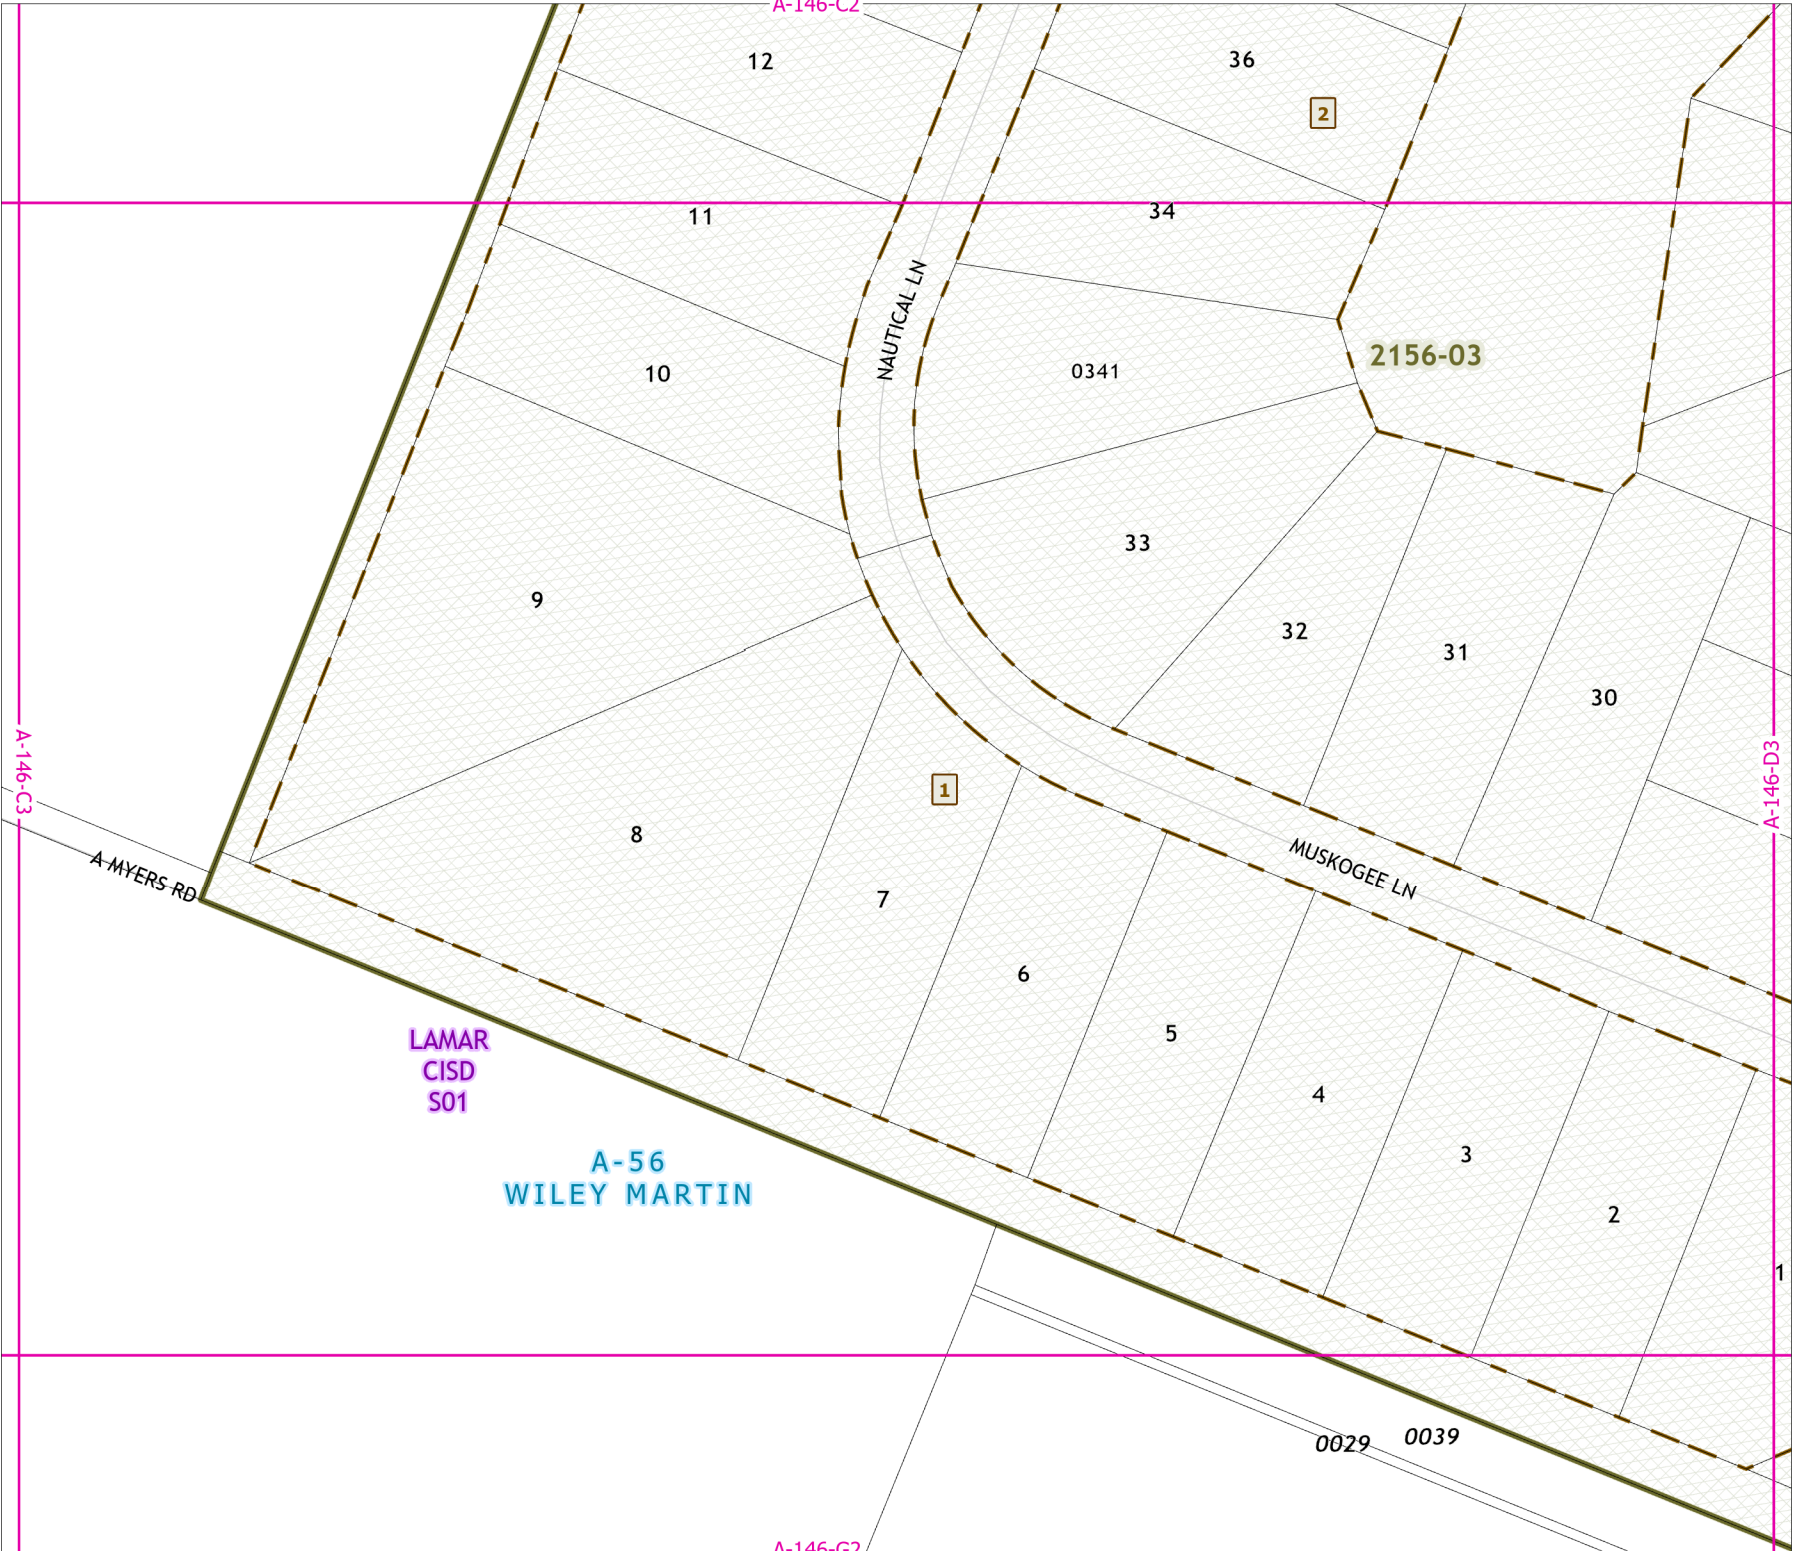 A-146-C2
12
36
2
11
34
NAUTICAL LN
2156-03
0341
10
33
9
32
31
30
A-146-C3
A-146-D3
1
8
A MYERS RD
MUSKOGEE LN
7
6
5
LAMAR
CISD
S01
4
A-56
WILEY MARTIN
3
2
1
0029
0039
A-146-G2